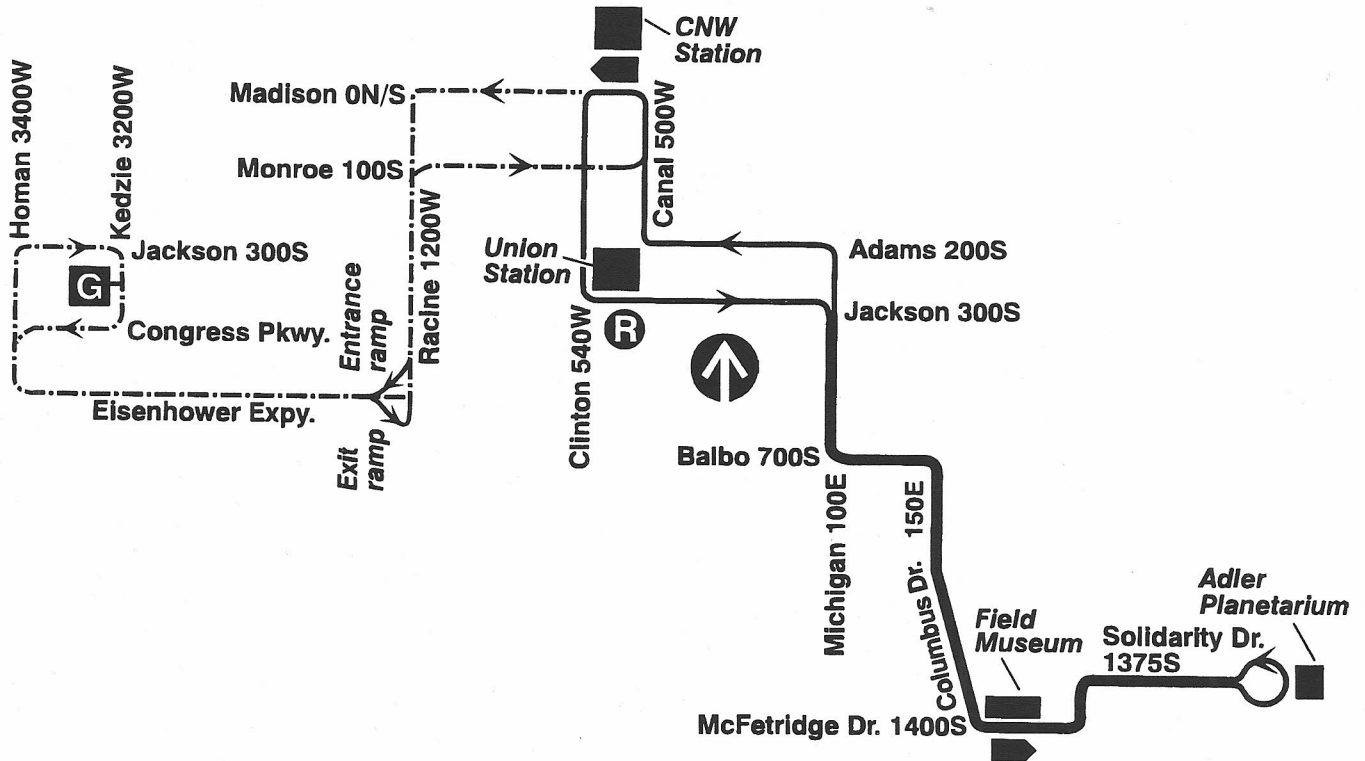 CNW
Station
Madison 0N/S
Homan 3400W
Kedzie 3200W
Monroe 100S
Canal 500W
Racine 1200W
Jackson 300S
G
Union
Station
Adams 200S
Jackson 300S
Congress Pkwy.
Entrance
ramp
R
Clinton 540W
Eisenhower Expy.
Exit
ramp
Balbo 700S
Michigan 100E
Columbus Dr. 150E
Adler
Planetarium
Field
Museum
Solidarity Dr.
1375S
McFetridge Dr. 1400S